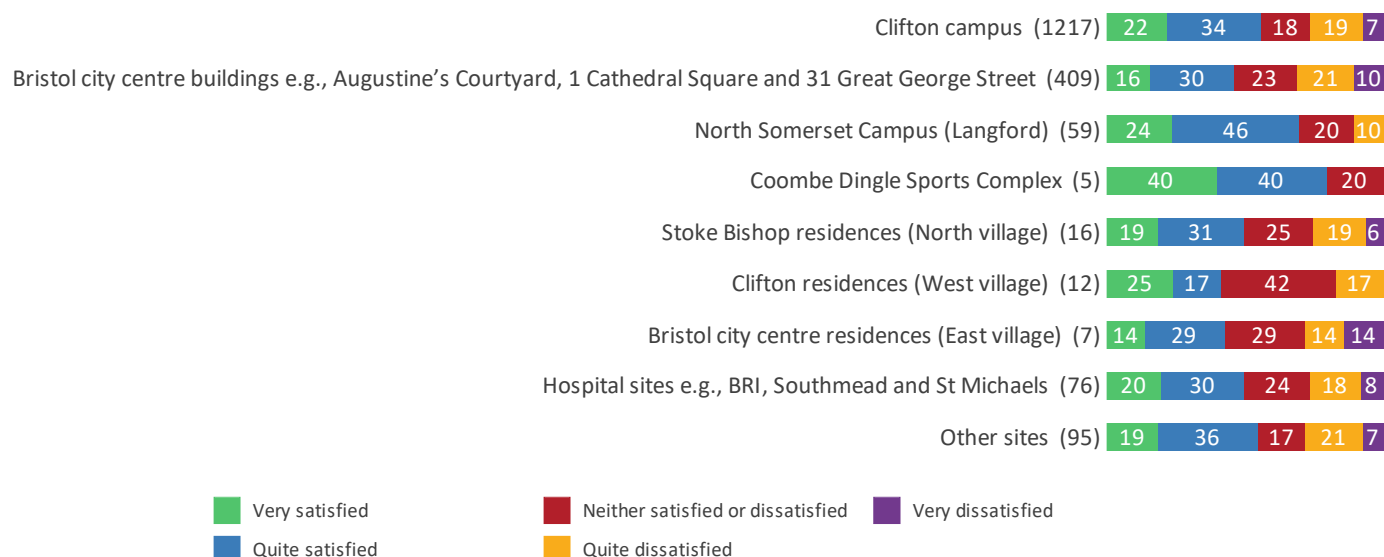 Clifton campus (1217) 22 34 18 19 7
Bristol city centre buildings e.g., Augustine’s Courtyard, 1 Cathedral Square and 31 Great George Street (409) 16 30 23 21 10
North Somerset Campus (Langford) (59) 24 46 20 10
Coombe Dingle Sports Complex (5) 40 40 20
Stoke Bishop residences (North village) (16) 19 31 25 19 6
Clifton residences (West village) (12) 25 17 42 17
Bristol city centre residences (East village) (7) 14 29 29 14 14
Hospital sites e.g., BRI, Southmead and St Michaels (76) 20 30 24 18 8
Other sites (95) 19 36 17 21 7
Very satisfied Neither satisfied or dissatisfied Very dissatisfied
Quite satisfied Quite dissatisfied